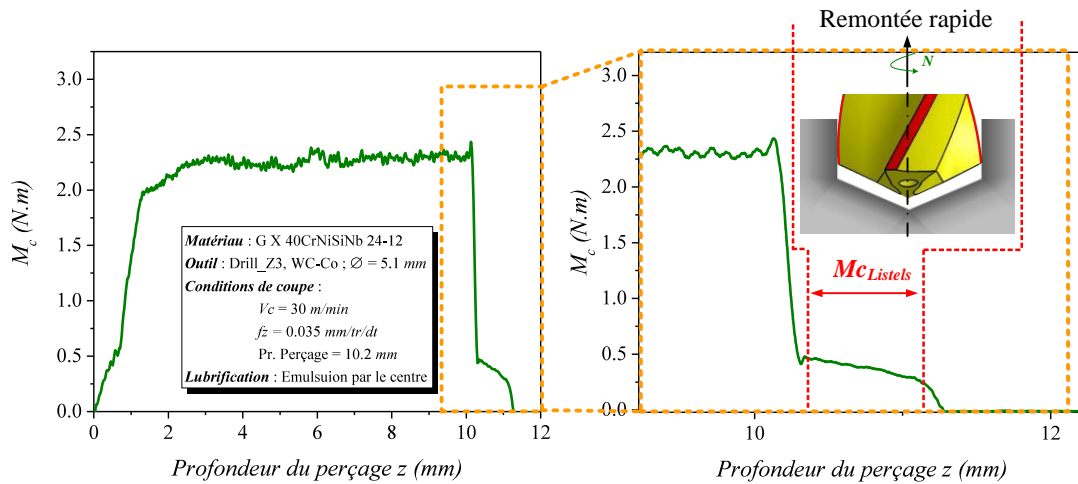 Remontée rapide
N
3.0
2.5
2.0
1.5
1.0
0.5
0.0
M_c (N.m)
Matériau : G X 40CrNiSiNb 24-12
Outil : Drill_Z3, WC-Co ; Ø = 5.1 mm
Conditions de coupe :
Vc = 30 m/min
fz = 0.035 mm/tr/dt
Pr. Perçage = 10.2 mm
Lubrification : Emulsuion par le centre
0 2 4 6 8 10 12
Profondeur du perçage z (mm)
3.0
2.5
2.0
1.5
1.0
0.5
0.0
M_c (N.m)
Mc_Listels
10 12
Profondeur du perçage z (mm)